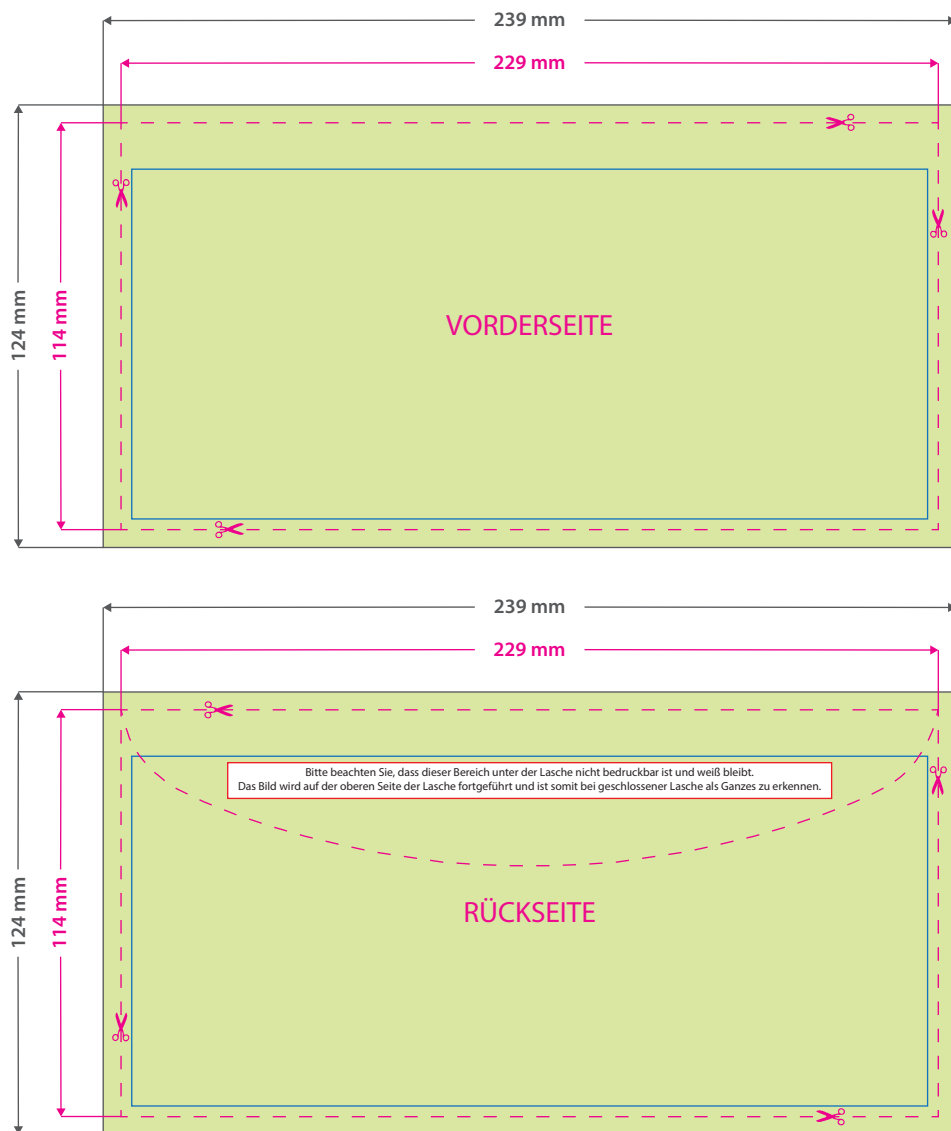 239 mm
229 mm
124 mm
114 mm
VORDERSEITE
239 mm
229 mm
Bitte beachten Sie, dass dieser Bereich unter der Lasche nicht bedruckbar ist und weiß bleibt.
Das Bild wird auf der oberen Seite der Lasche fortgeführt und ist somit bei geschlossener Lasche als Ganzes zu erkennen.
124 mm
114 mm
RÜCKSEITE